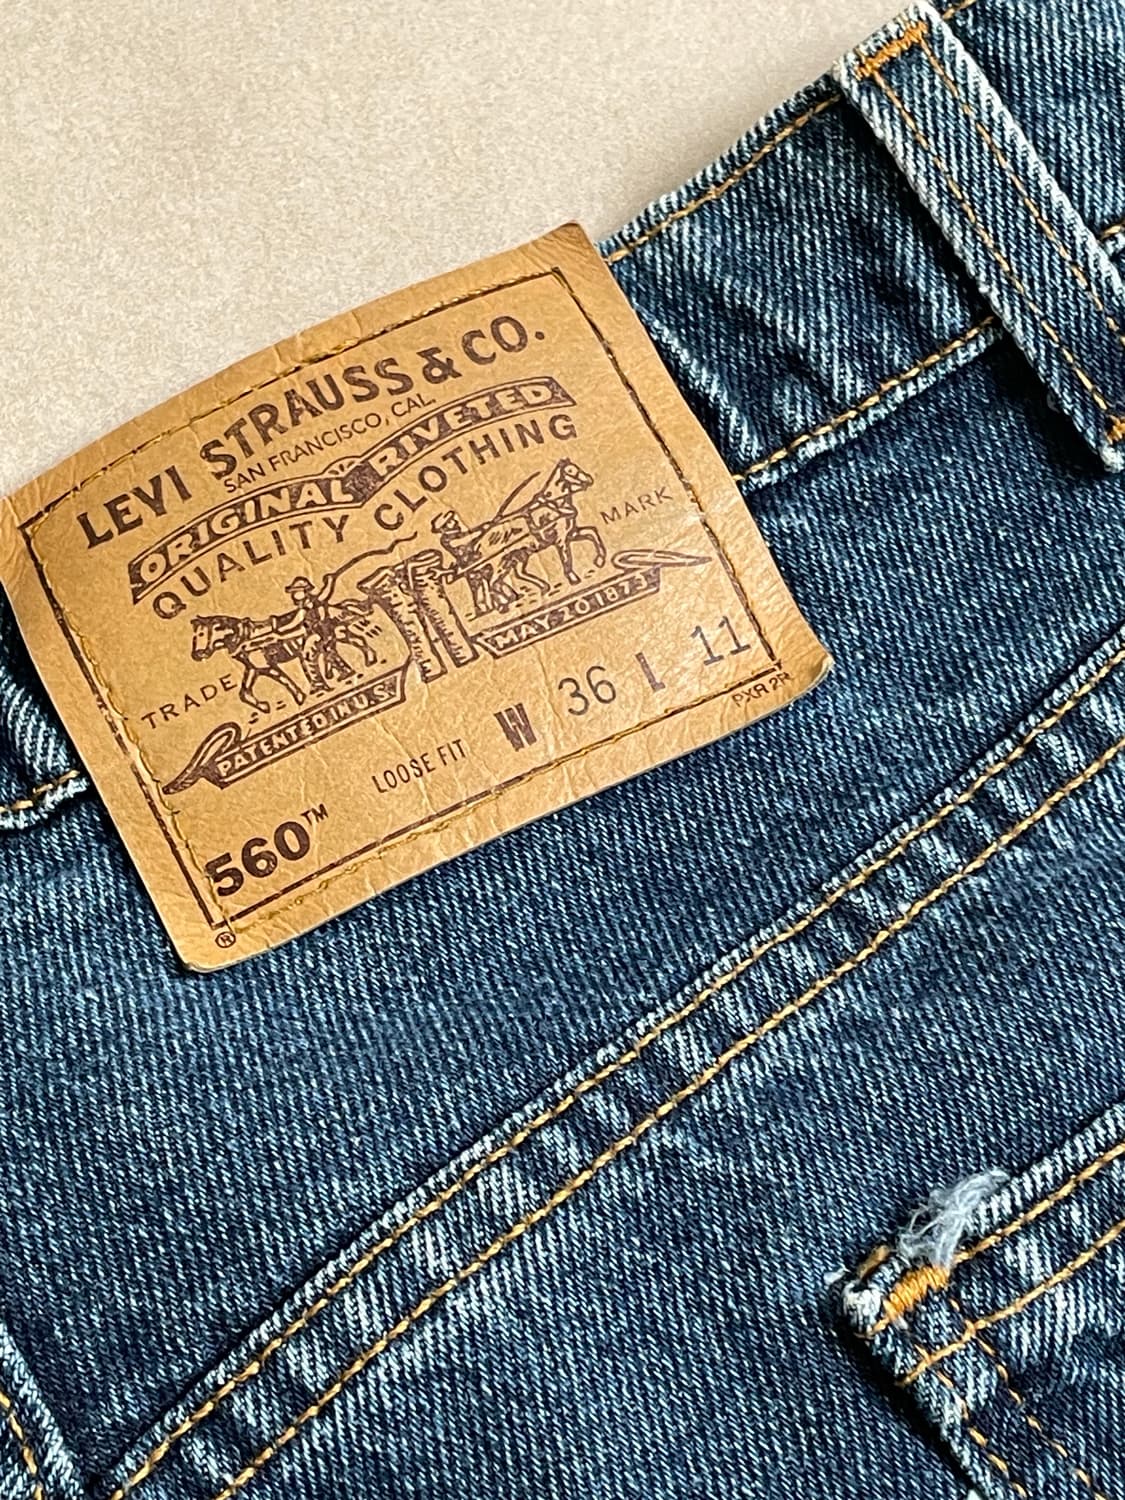 LEVI STRAUSS & CO.
SAN FRANCISCO, CAL.
ORIGINAL RIVETED
QUALITY CLOTHING
TRADE MARK
PATENTED IN U.S. MAY 20 1873
LOOSE FIT W 36 L 11
560™
PXR 2R
®